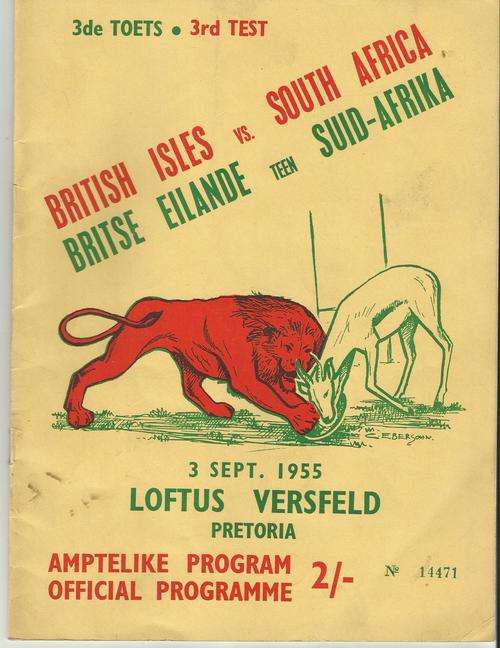 3de TOETS • 3rd TEST
BRITISH ISLES vs. SOUTH AFRICA
BRITSE EILANDE TEEN SUID-AFRIKA
C. EBERSOHN.
3 SEPT. 1955
LOFTUS VERSFELD
PRETORIA
AMPTELIKE PROGRAM
OFFICIAL PROGRAMME
2/-
Nº 14471